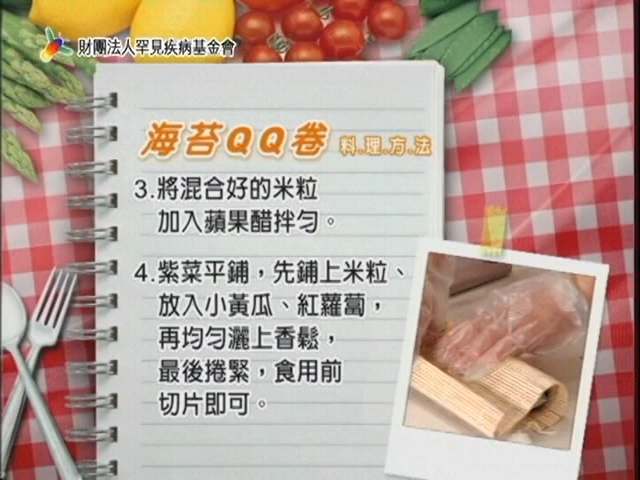 財團法人罕見疾病基金會
海苔QQ卷 料.理.方.法
3.將混合好的米粒
加入蘋果醋拌勻。
4.紫菜平鋪，先鋪上米粒、
放入小黃瓜、紅蘿蔔，
再均勻灑上香鬆，
最後捲緊，食用前
切片即可。